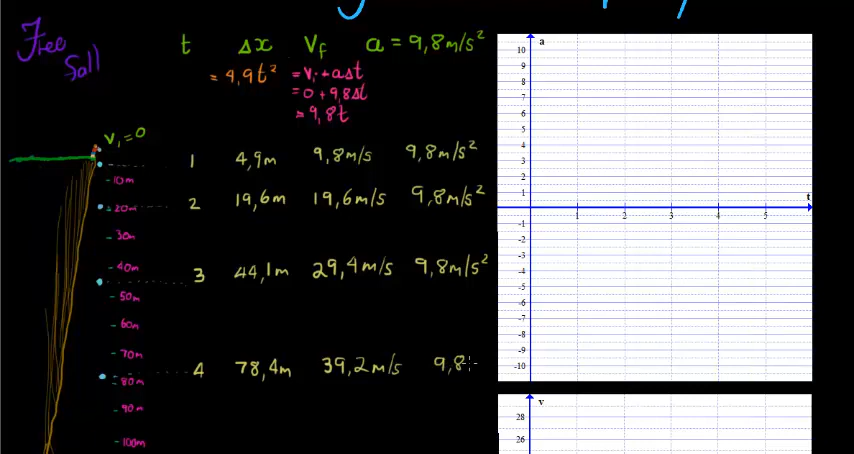 Free
fall
t Δx Vf a = 9,8m/s²
= 4,9t² = Vi + aΔt
= 0 + 9,8Δt
= 9,8t
Vi = 0
1 4,9m 9,8m/s 9,8m/s²
-10m
2 19,6m 19,6m/s 9,8m/s²
-20m
-30m
3 44,1m 29,4m/s 9,8m/s²
-40m
-50m
-60m
-70m
4 78,4m 39,2m/s 9,8
-80m
-90m
-100m
a
10
9
8
7
6
5
4
3
2
1
t
1 2 3 4 5
-1
-2
-3
-4
-5
-6
-7
-8
-9
-10
v
28
26